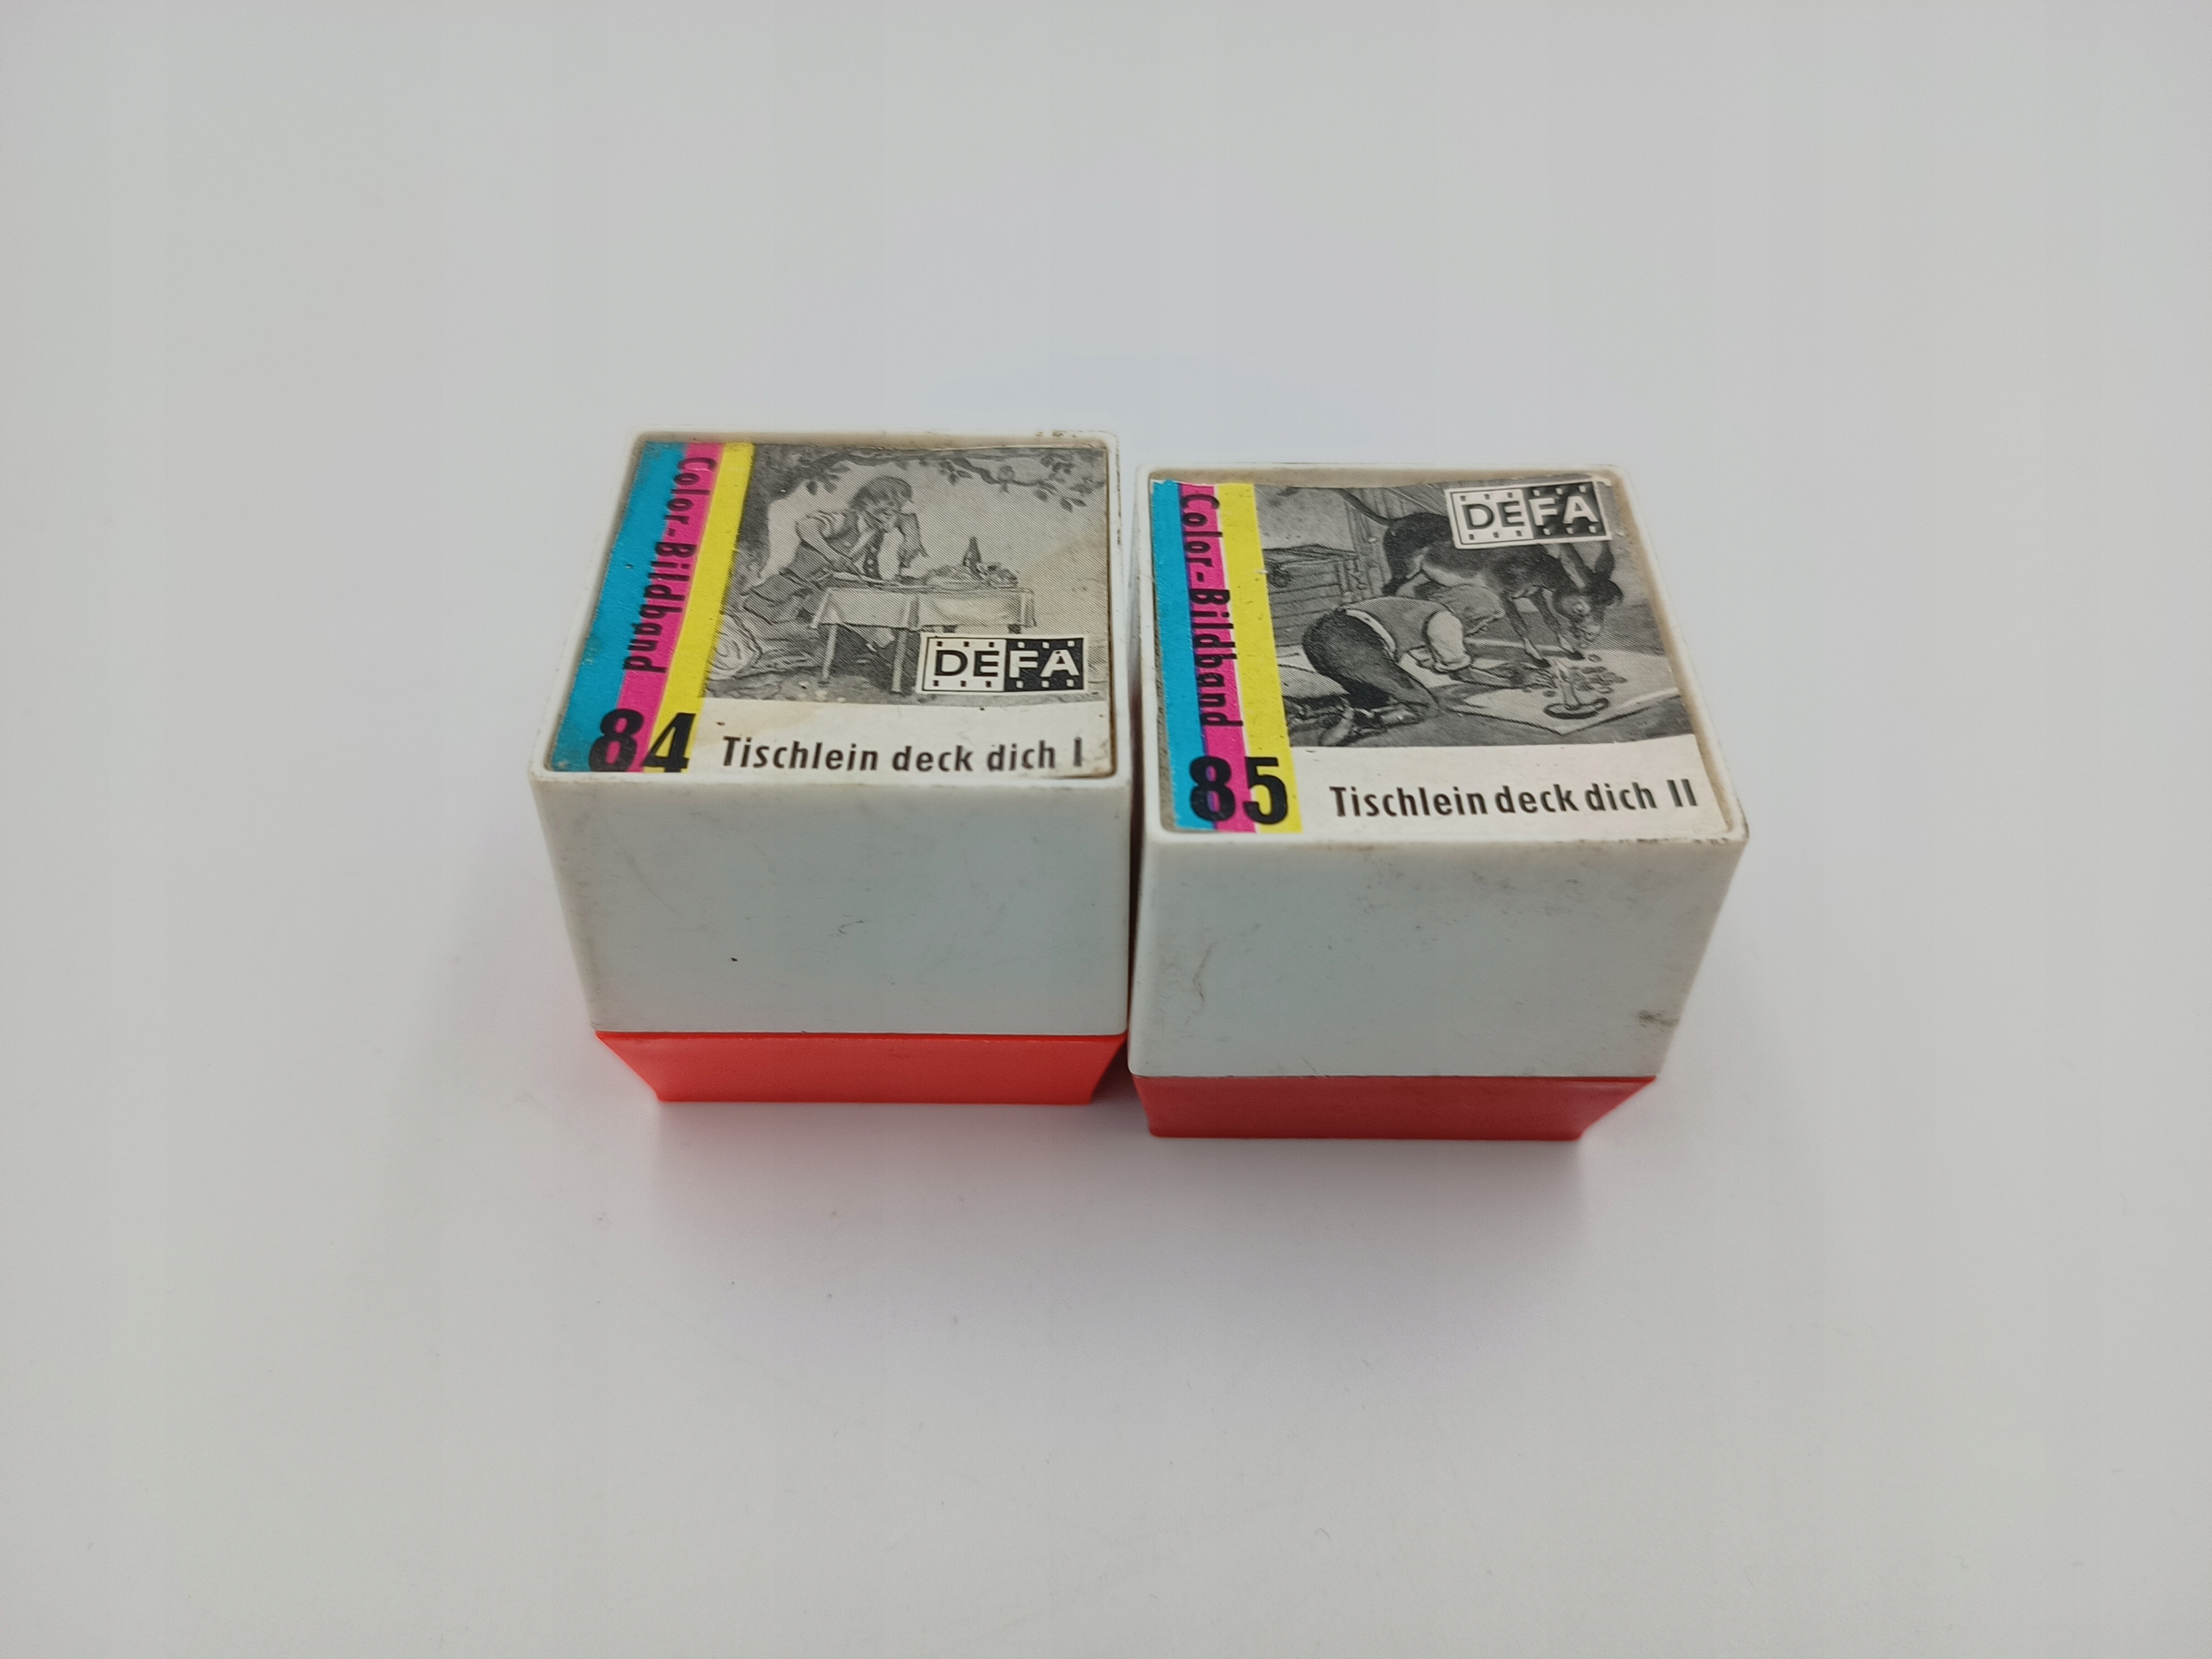 Color-Bildband
DEFA
84 Tischlein deck dich I
Color-Bildband
DEFA
85 Tischlein deck dich II